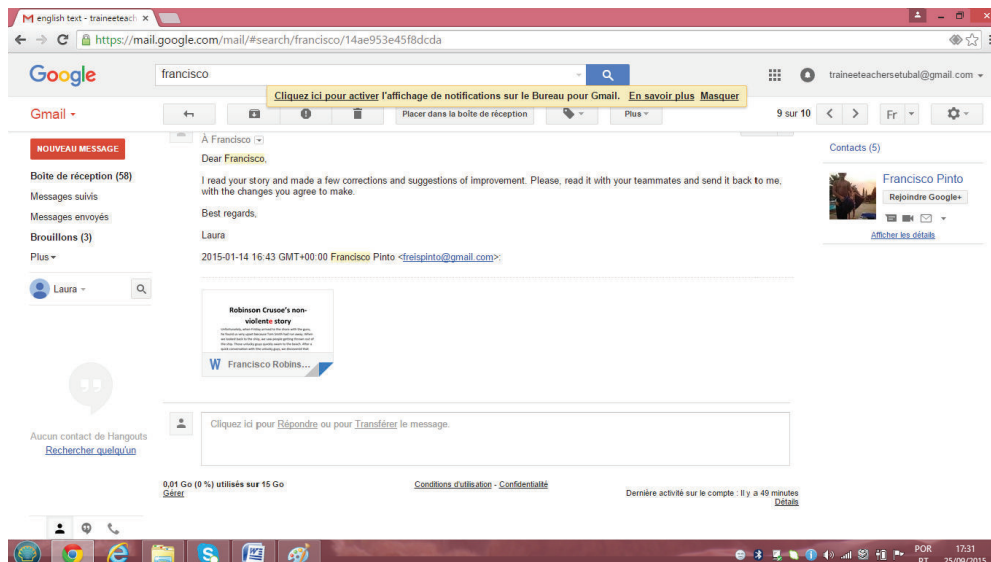 english text - traineeteach
https://mail.google.com/mail/#search/francisco/14ae953e45f8dcda
Google
francisco
traineeteachersetubal@gmail.com
Cliquez ici pour activer l'affichage de notifications sur le Bureau pour Gmail. En savoir plus Masquer
Gmail
Placer dans la boîte de réception
Plus
9 sur 10
Fr
NOUVEAU MESSAGE
Boîte de réception (58)
Messages suivis
Messages envoyés
Brouillons (3)
Plus
Laura
À Francisco
Dear Francisco,
I read your story and made a few corrections and suggestions of improvement. Please, read it with your teammates and send it back to me,
with the changes you agree to make.
Best regards,
Laura
2015-01-14 16:43 GMT+00:00 Francisco Pinto <freispinto@gmail.com>:
Robinson Crusoe's non-
violente story
W Francisco Robins...
Contacts (5)
Francisco Pinto
Rejoindre Google+
Afficher les détails
Aucun contact de Hangouts
Rechercher quelqu'un
Cliquez ici pour Répondre ou pour Transférer le message.
0,01 Go (0 %) utilisés sur 15 Go
Gérer
Conditions d'utilisation - Confidentialité
Dernière activité sur le compte : Il y a 49 minutes
Détails
POR
PT
17:31
25/09/2015